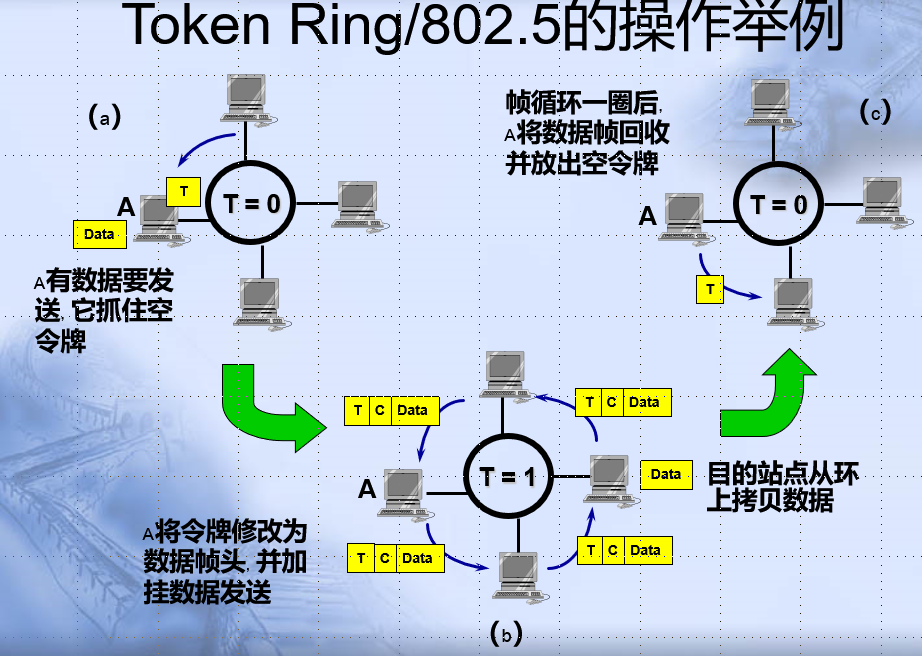 Token Ring/802.5的操作举例
(a)
T
T = 0
A
Data
A有数据要发
送, 它抓住空
令牌
帧循环一圈后,
A将数据帧回收
并放出空令牌
(c)
A
T = 0
T
T C Data
T C Data
A
T = 1
Data
T C Data
T C Data
A将令牌修改为
数据帧头, 并加
挂数据发送
目的站点从环
上拷贝数据
(b)